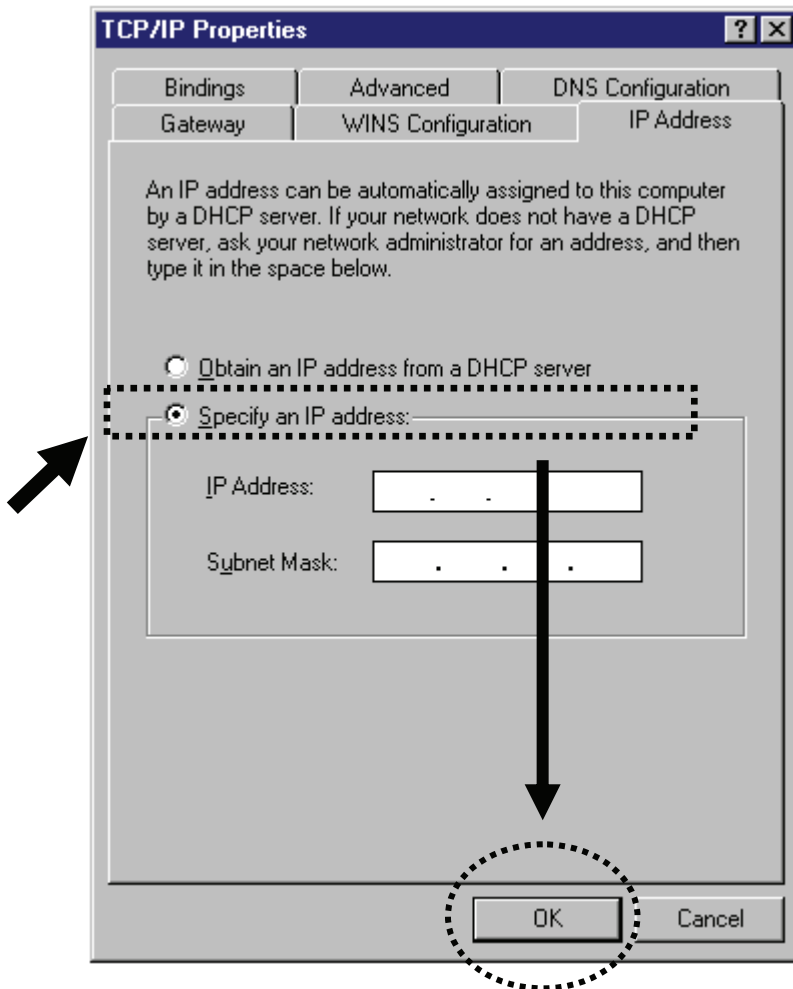 TCP/IP Properties
? ×
Bindings
Advanced
DNS Configuration
Gateway
WINS Configuration
IP Address
An IP address can be automatically assigned to this computer
by a DHCP server. If your network does not have a DHCP
server, ask your network administrator for an address, and then
type it in the space below.
Obtain an IP address from a DHCP server
Specify an IP address:
IP Address:
. .
Subnet Mask:
. . .
OK
Cancel